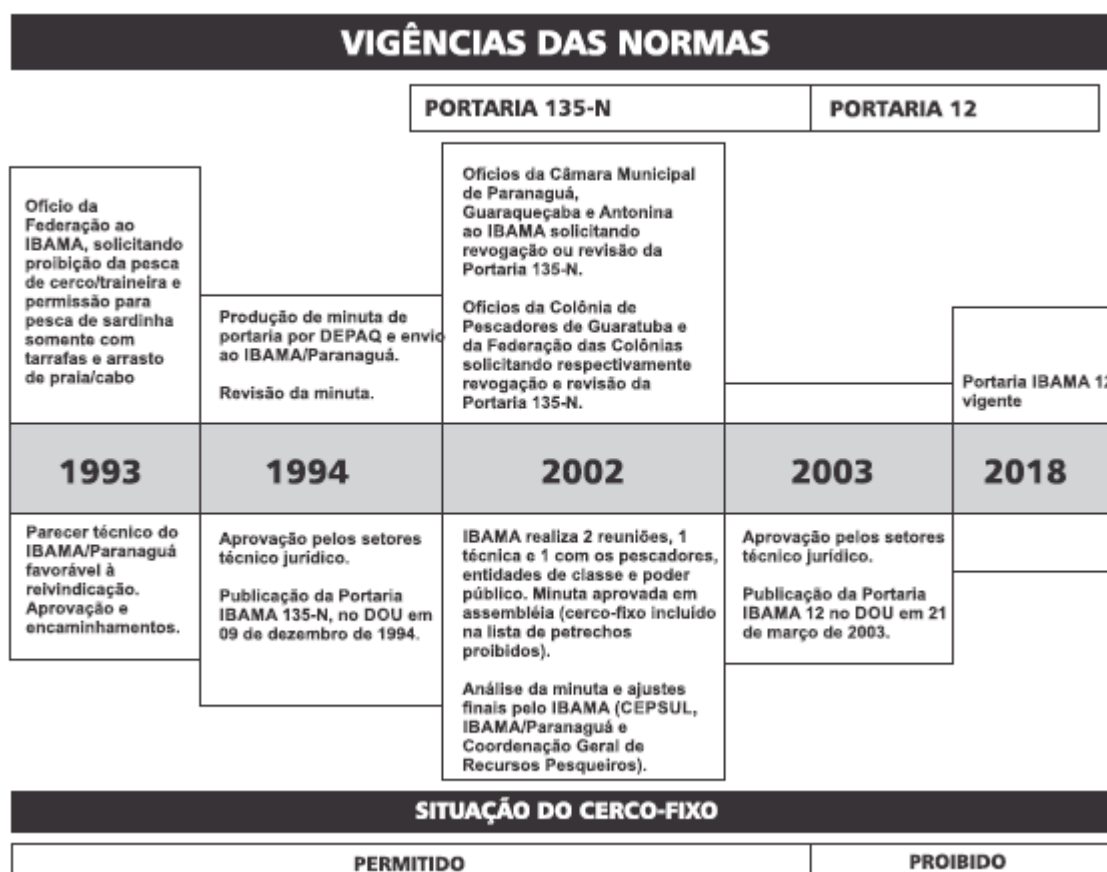 VIGÊNCIAS DAS NORMAS
PORTARIA 135-N
PORTARIA 12
Ofício da
Federação ao
IBAMA, solicitando
proibição da pesca
de cerco/traineira e
permissão para
pesca de sardinha
somente com
tarrafas e arrasto
de praia/cabo
Produção de minuta de
portaria por DEPAQ e envio
ao IBAMA/Paranaguá.
Revisão da minuta.
Ofícios da Câmara Municipal
de Paranaguá,
Guaraqueçaba e Antonina
ao IBAMA solicitando
revogação ou revisão da
Portaria 135-N.
Ofícios da Colônia de
Pescadores de Guaratuba e
da Federação das Colônias
solicitando respectivamente
revogação e revisão da
Portaria 135-N.
Portaria IBAMA 12
vigente
1993
1994
2002
2003
2018
Parecer técnico do
IBAMA/Paranaguá
favorável à
reivindicação.
Aprovação e
encaminhamentos.
Aprovação pelos setores
técnico jurídico.
Publicação da Portaria
IBAMA 135-N, no DOU em
09 de dezembro de 1994.
IBAMA realiza 2 reuniões, 1
técnica e 1 com os pescadores,
entidades de classe e poder
público. Minuta aprovada em
assembléia (cerco-fixo incluído
na lista de petrechos
proibidos).
Análise da minuta e ajustes
finais pelo IBAMA (CEPSUL,
IBAMA/Paranaguá e
Coordenação Geral de
Recursos Pesqueiros).
Aprovação pelos setores
técnico jurídico.
Publicação da Portaria
IBAMA 12 no DOU em 21
de março de 2003.
SITUAÇÃO DO CERCO-FIXO
PERMITIDO
PROIBIDO